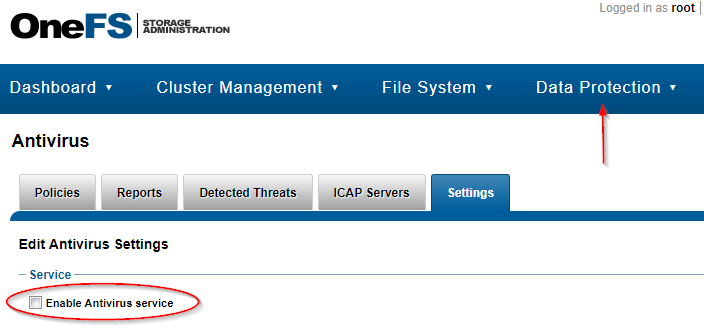 Logged in as root
OneFS STORAGE ADMINISTRATION
Dashboard Cluster Management File System Data Protection
Antivirus
Policies Reports Detected Threats ICAP Servers Settings
Edit Antivirus Settings
Service
Enable Antivirus service